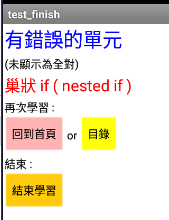 test_finish
有錯誤的單元
(未顯示為全對)
巢狀 if ( nested if )
再次學習 :
回到首頁 or 目錄
結束 :
結束學習